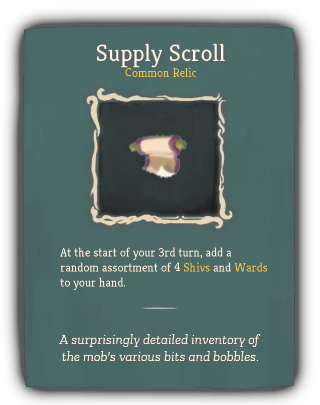 Supply Scroll
Common Relic
At the start of your 3rd turn, add a
random assortment of 4 Shivs and Wards
to your hand.
A surprisingly detailed inventory of
the mob's various bits and bobbles.